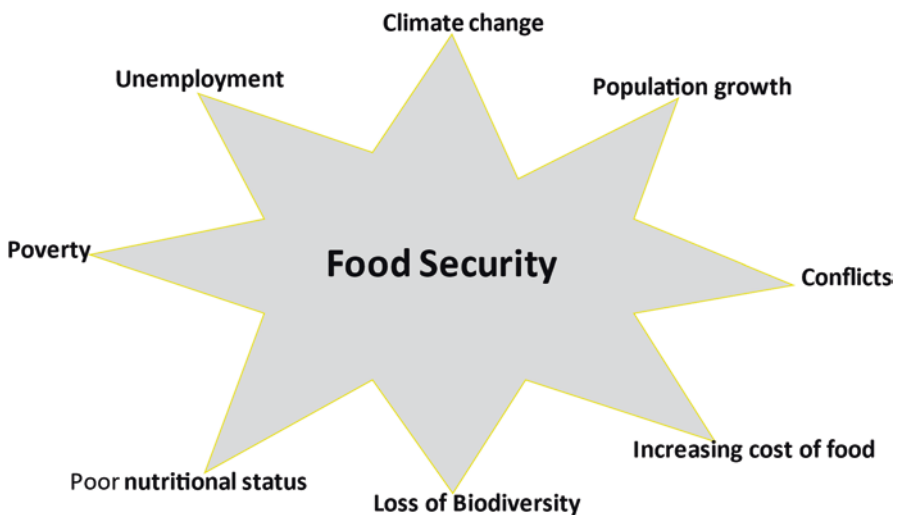 Climate change
Unemployment
Population growth
Poverty
Food Security
Conflicts
Increasing cost of food
Poor nutritional status
Loss of Biodiversity